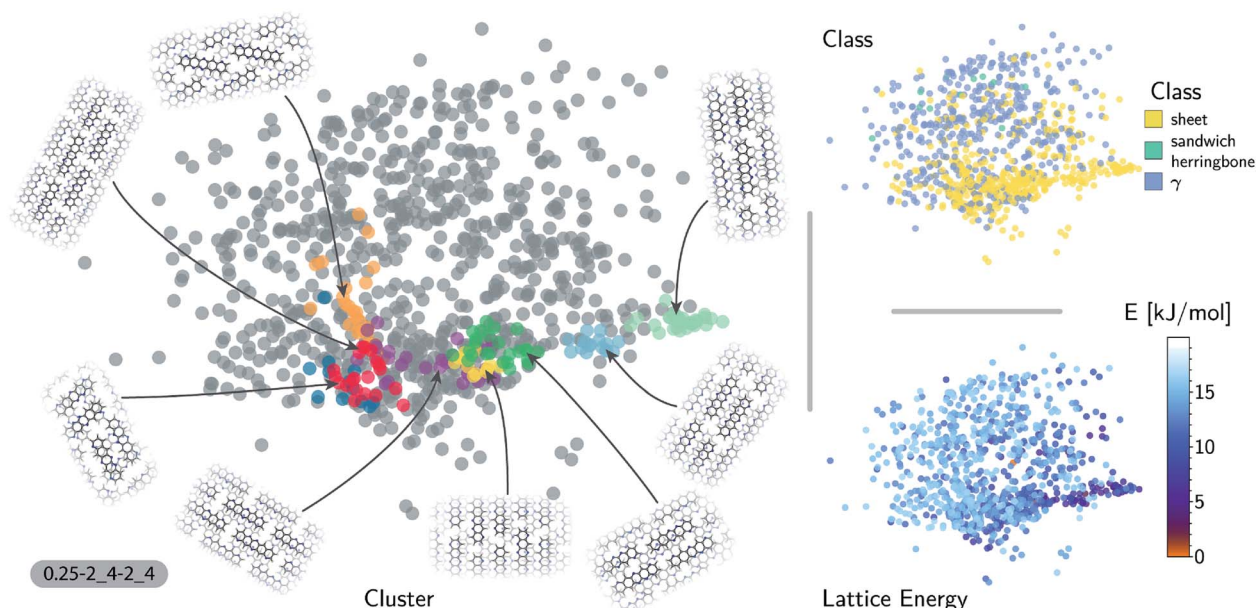 Class
Class
sheet
sandwich
herringbone
γ
E [kJ/mol]
15
10
5
0
0.25-2_4-2_4
Cluster
Lattice Energy